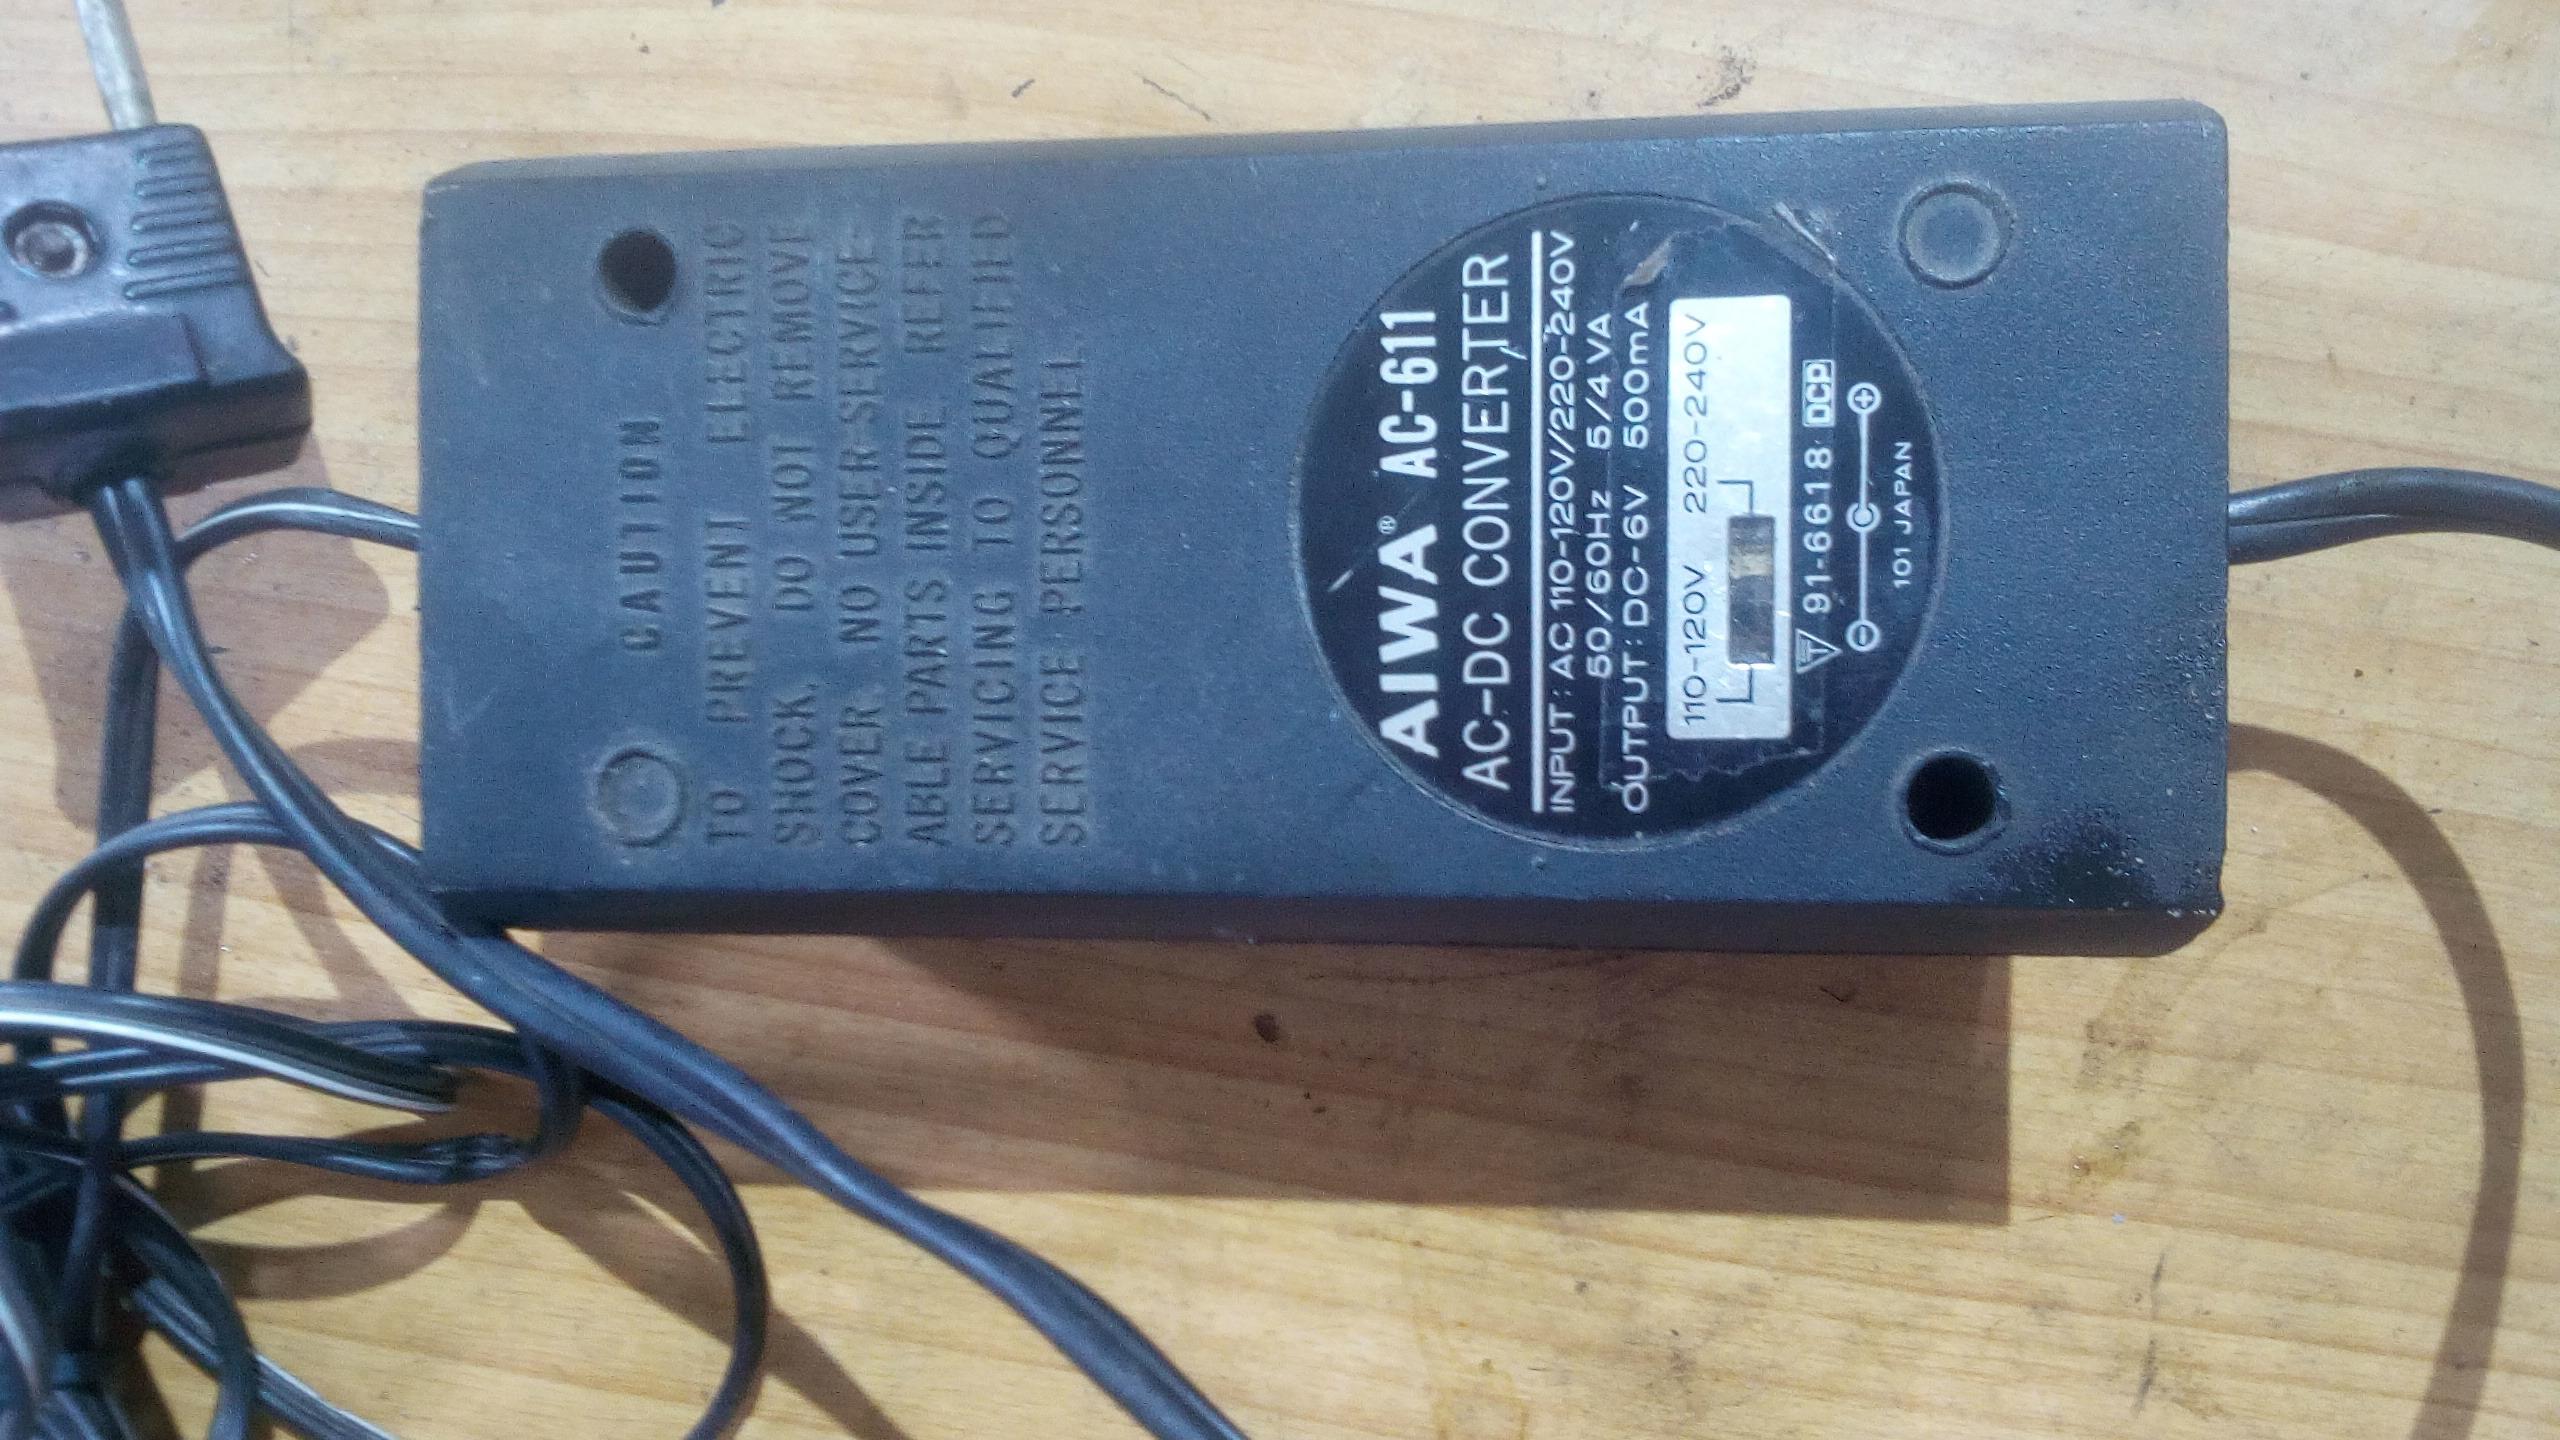 CAUTION
TO PREVENT ELECTRIC
SHOCK, DO NOT REMOVE
COVER. NO USER-SERVICE-
ABLE PARTS INSIDE. REFER
SERVICING TO QUALIFIED
SERVICE PERSONNEL.
AIWA® AC-611
AC-DC CONVERTER
INPUT: AC 110-120V/220-240V
50/60Hz 5/4VA
OUTPUT: DC-6V 500mA
110-120V 220-240V
91-6618 DCP
- C +
101 JAPAN